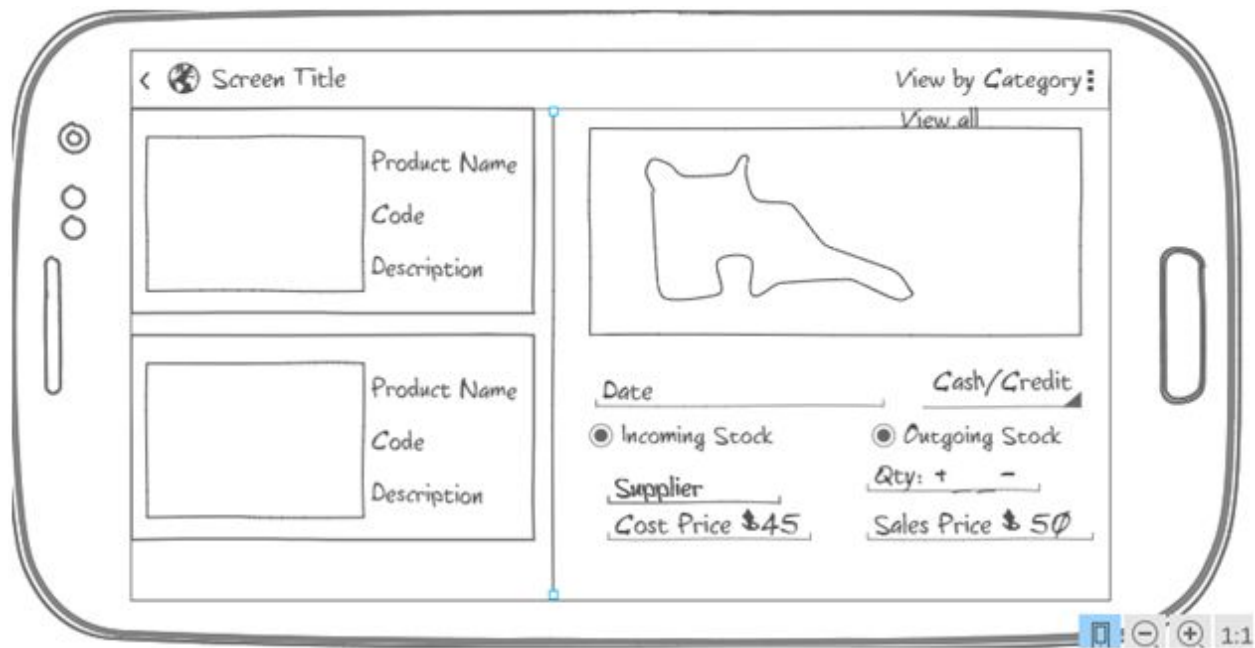 Screen Title
View by Category
View all
Product Name
Code
Description
Product Name
Code
Description
Date
Cash/Credit
Incoming Stock
Outgoing Stock
Supplier
Qty: + __ -
Cost Price $45
Sales Price $ 50
1:1